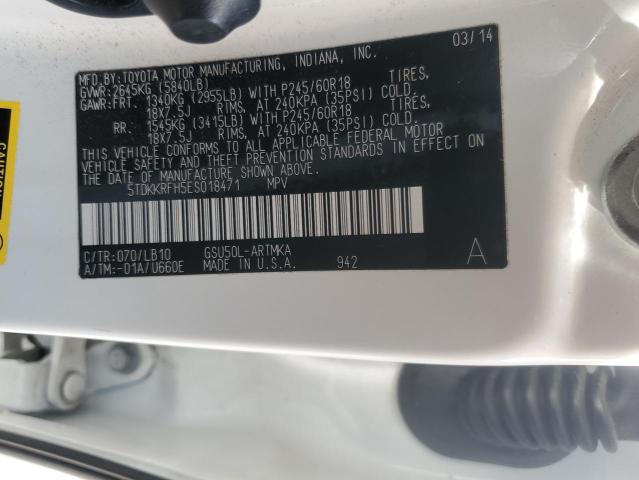 MFD.BY:TOYOTA MOTOR MANUFACTURING, INDIANA, INC. 03/14
GVWR:2645KG (5840LB)
GAWR:FRT. 1340KG (2955LB) WITH P245/60R18 TIRES,
18X7.5J RIMS, AT 240KPA (35PSI) COLD.
RR. 1545KG (3415LB) WITH P245/60R18 TIRES,
18X7.5J RIMS, AT 240KPA (35PSI) COLD.
THIS VEHICLE CONFORMS TO ALL APPLICABLE FEDERAL MOTOR
VEHICLE SAFETY AND THEFT PREVENTION STANDARDS IN EFFECT
ON THE DATE OF MANUFACTURE SHOWN ABOVE.
5TDKKRFH5ES018471 MPV
C/TR:070/LB10 GSU50L-ARTMKA
A/TM:-01A/U660E MADE IN U.S.A. 942 A
CAUTION